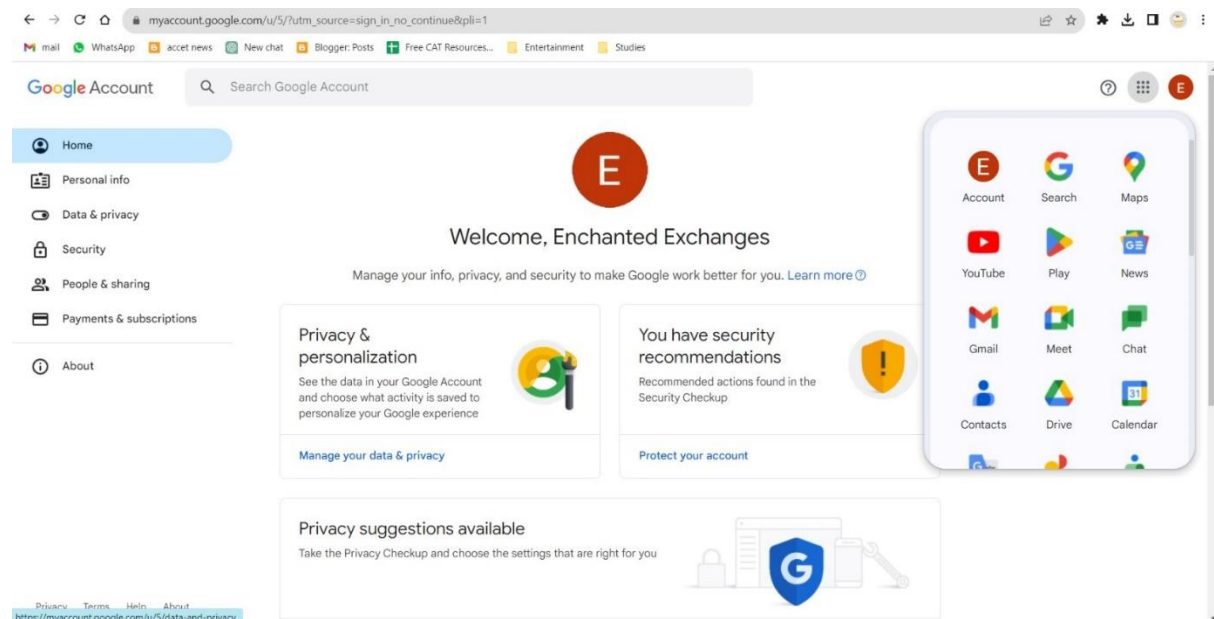 myaccount.google.com/u/5/?utm_source=sign_in_no_continue&pli=1
mail WhatsApp accet news New chat Blogger: Posts Free CAT Resources... Entertainment Studies
Google Account Search Google Account E
Home
Personal info
Data & privacy
Security
People & sharing
Payments & subscriptions
About
E
Welcome, Enchanted Exchanges
Manage your info, privacy, and security to make Google work better for you. Learn more
Privacy &
personalization
See the data in your Google Account
and choose what activity is saved to
personalize your Google experience
Manage your data & privacy
You have security
recommendations
Recommended actions found in the
Security Checkup
Protect your account
Privacy suggestions available
Take the Privacy Checkup and choose the settings that are right for you
G
E
Account Search Maps
GE
YouTube Play News
Gmail Meet Chat
31
Contacts Drive Calendar
Privacy Terms Help About
https://myaccount.google.com/u/5/data-and-privacy